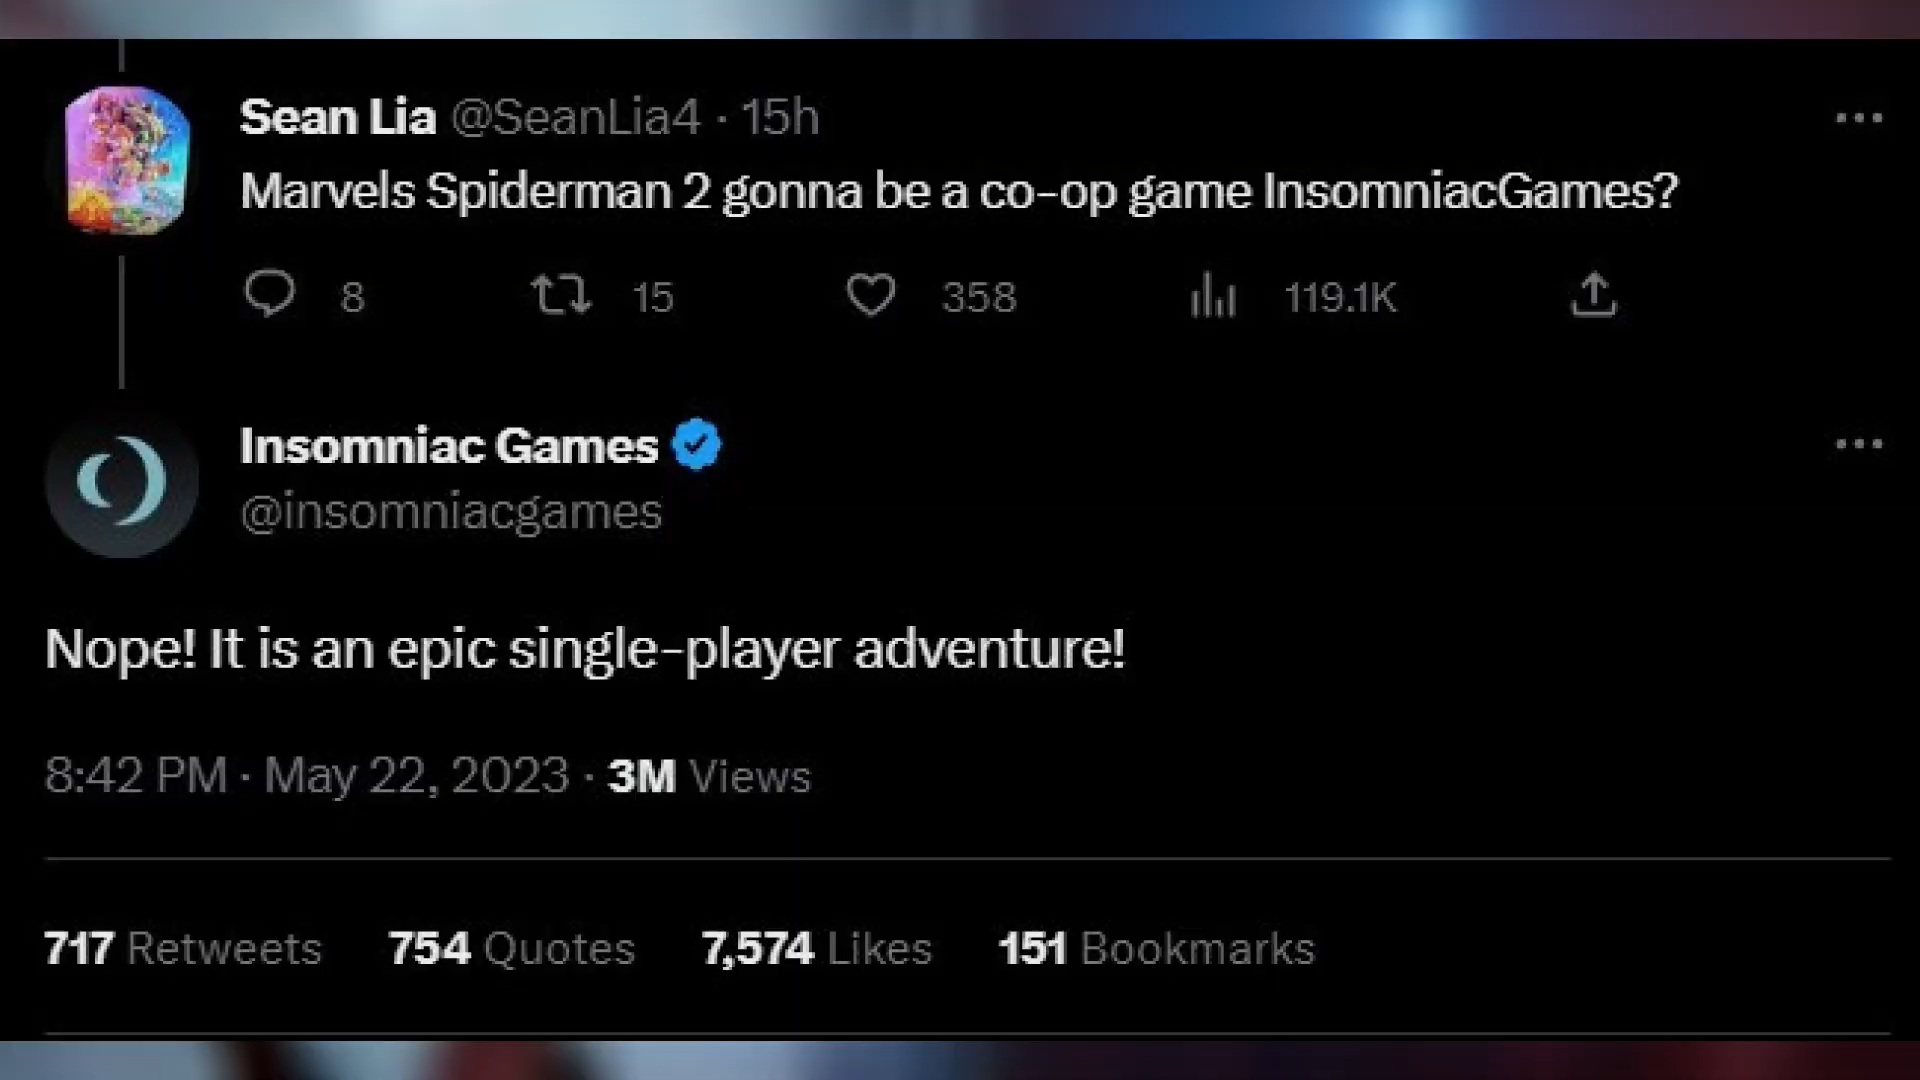 Sean Lia @SeanLia4 · 15h
Marvels Spiderman 2 gonna be a co-op game InsomniacGames?
8 15 358 119.1K
Insomniac Games
@insomniacgames
Nope! It is an epic single-player adventure!
8:42 PM · May 22, 2023 · 3M Views
717 Retweets 754 Quotes 7,574 Likes 151 Bookmarks